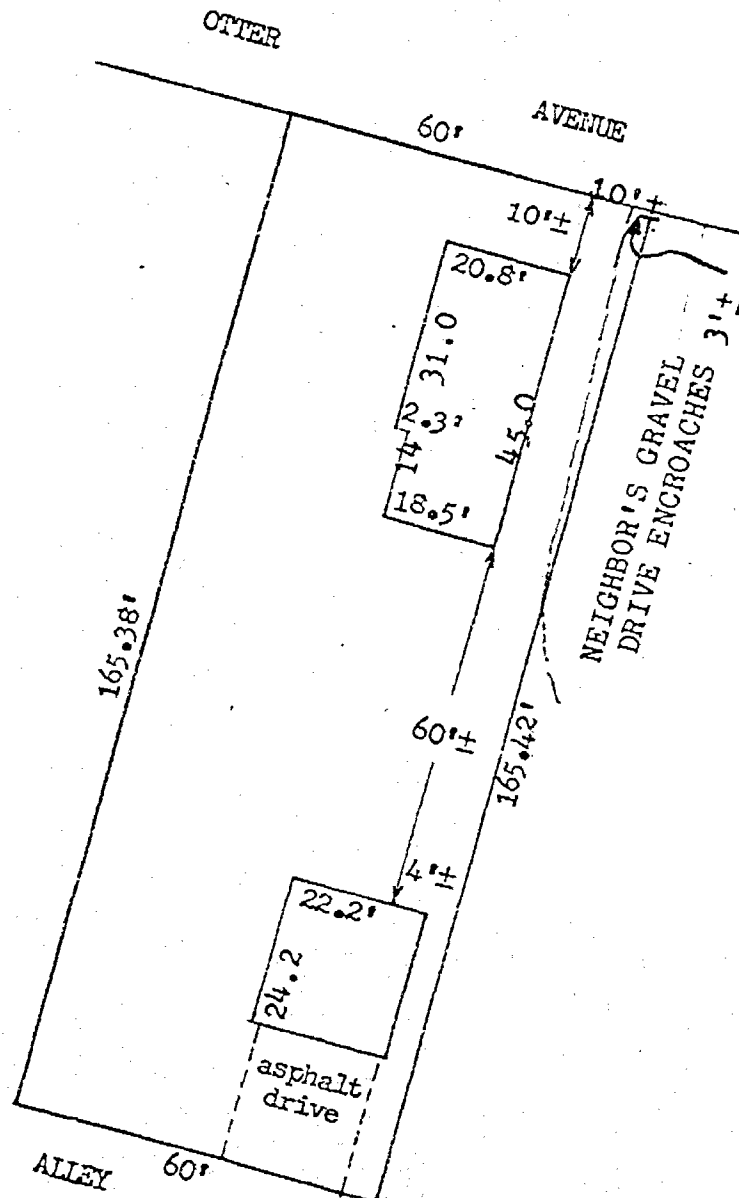 OTTER
AVENUE
60'
10'±
10'±
20.8'
31.0
2.3'
14
45.0
18.5'
NEIGHBOR'S GRAVEL
DRIVE ENCROACHES 3'±
165.38'
60'±
165.42'
4'±
22.2'
24.2
asphalt
drive
ALLEY
60'